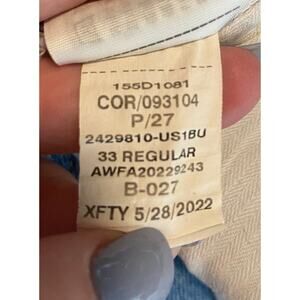 155D1081
COR/093104
P/27
2429810-US1BU
33 REGULAR
AWFA20229243
B-027
XFTY 5/28/2022